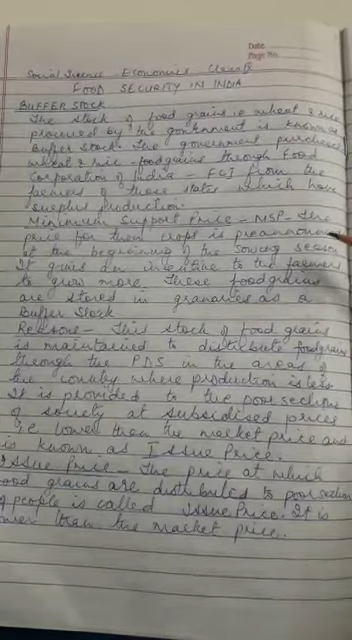 Date
Page No.
Social Science - Economics Class IX
FOOD SECURITY IN INDIA
BUFFER STOCK
The stock of food grains i.e wheat & rice
procured by the government is known as
Buffer Stock. The government purchases
wheat & rice foodgrains through Food
Corporation of India - FCI from the
farmers of those states which have
surplus production.
Minimum Support Price - MSP - The
price for their crops is preannoun
at the beginning of the sowing season
It gives an incentive to the farmers
to grow more. These foodgrains
are stored in granaries as a
Buffer Stock
Reasons - This stock of food grains
is maintained to distribute foodgrains
through the PDS in the areas of
the country where production is less
It is provided to the poor sections
of society at subsidised prices
i.e lower than the market price and
is known as Issue Price.
Issue Price - The price at which
food grains are distributed to poor section
of people is called Issue Price. It is
lower than the market price.